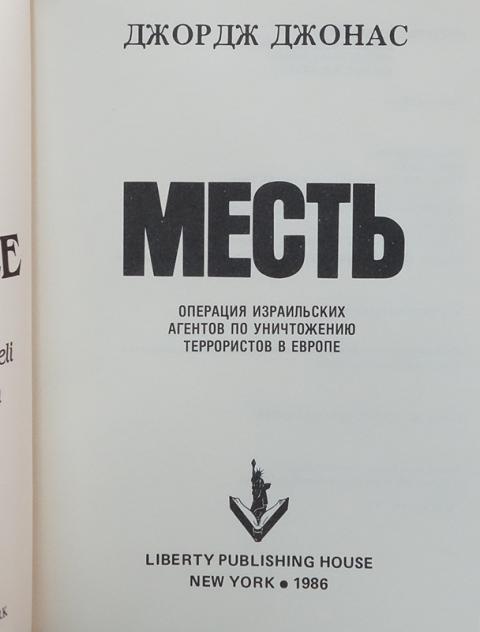 ДЖОРДЖ ДЖОНАС
МЕСТЬ
ОПЕРАЦИЯ ИЗРАИЛЬСКИХ
АГЕНТОВ ПО УНИЧТОЖЕНИЮ
ТЕРРОРИСТОВ В ЕВРОПЕ
LIBERTY PUBLISHING HOUSE
NEW YORK • 1986